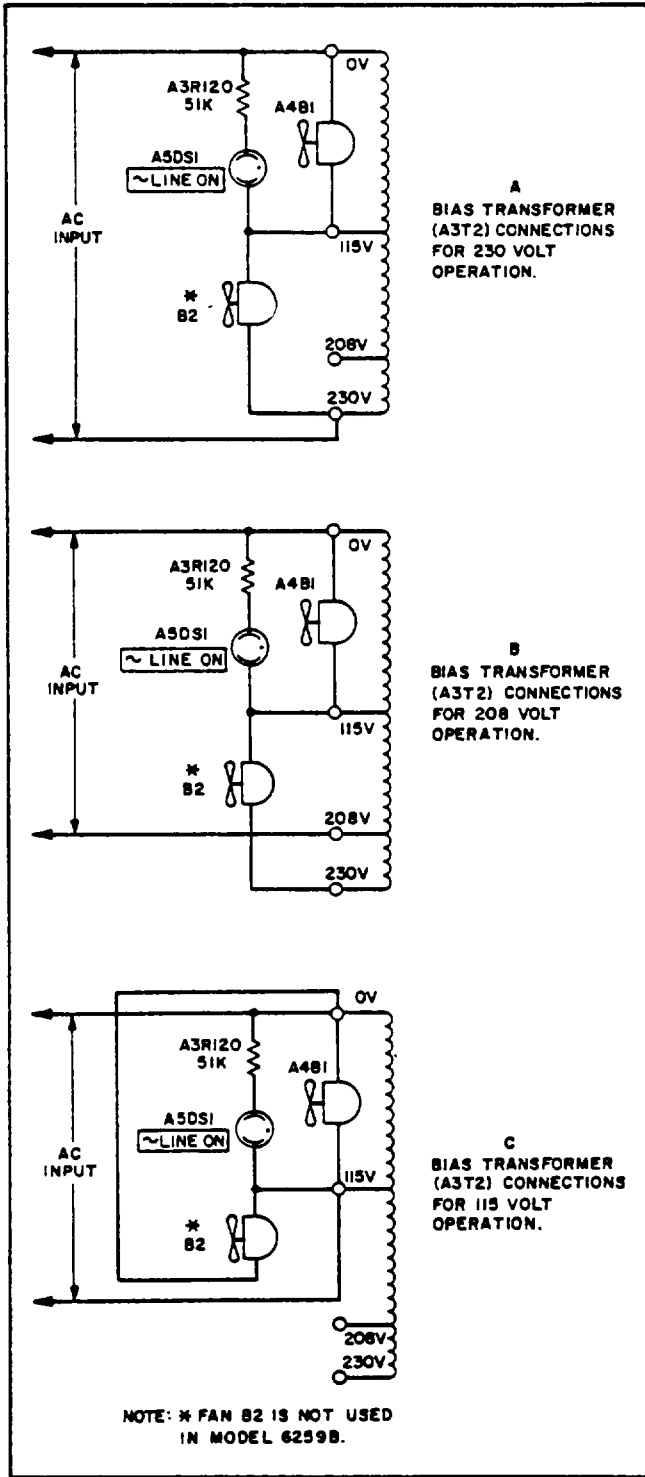 0V
A3R120
51K
A4B1
A5DS1
~LINE ON
AC
INPUT
115V
*
B2
208V
230V
A
BIAS TRANSFORMER
(A3T2) CONNECTIONS
FOR 230 VOLT
OPERATION.
0V
A3R120
51K
A4B1
A5DS1
~ LINE ON
AC
INPUT
115V
*
B2
208V
230V
B
BIAS TRANSFORMER
(A3T2) CONNECTIONS
FOR 208 VOLT
OPERATION.
0V
A3R120
51K
A4B1
A5DS1
~LINE ON
AC
INPUT
115V
*
B2
208V
230V
C
BIAS TRANSFORMER
(A3T2) CONNECTIONS
FOR 115 VOLT
OPERATION.
NOTE: * FAN B2 IS NOT USED
IN MODEL 6259B.